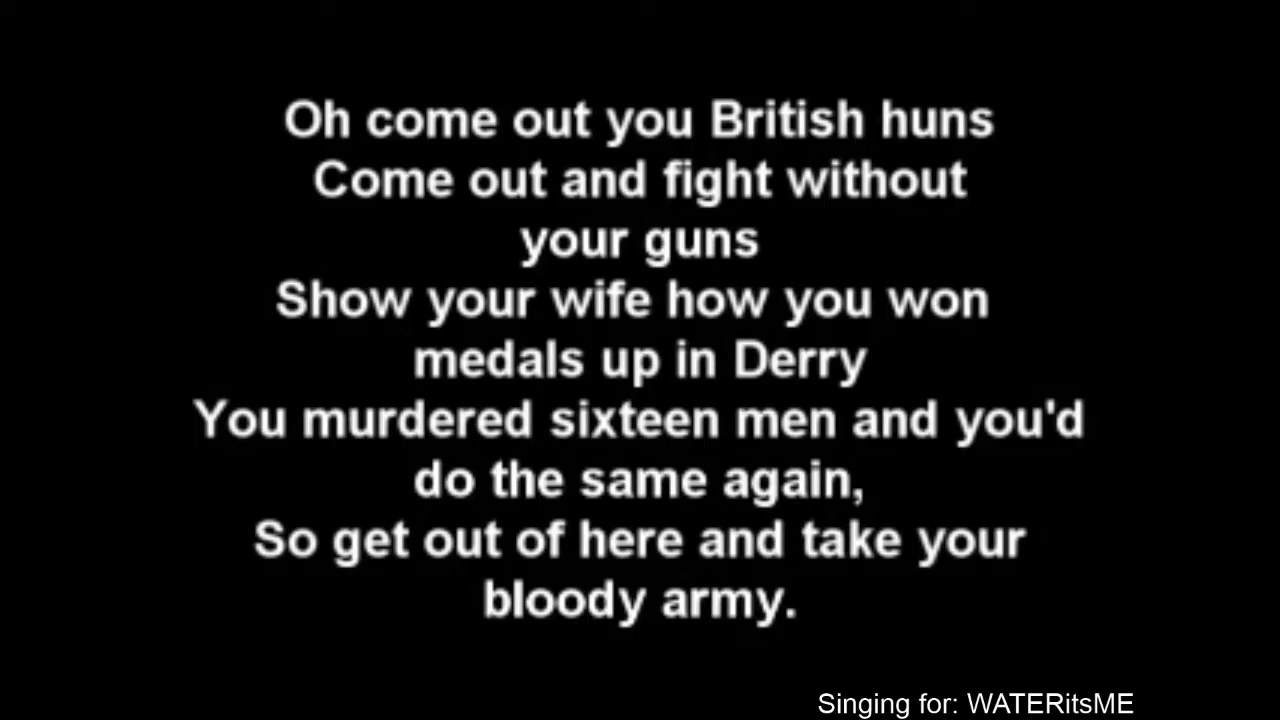 Oh come out you British huns
Come out and fight without
your guns
Show your wife how you won
medals up in Derry
You murdered sixteen men and you'd
do the same again,
So get out of here and take your
bloody army.
Singing for: WATERitsME